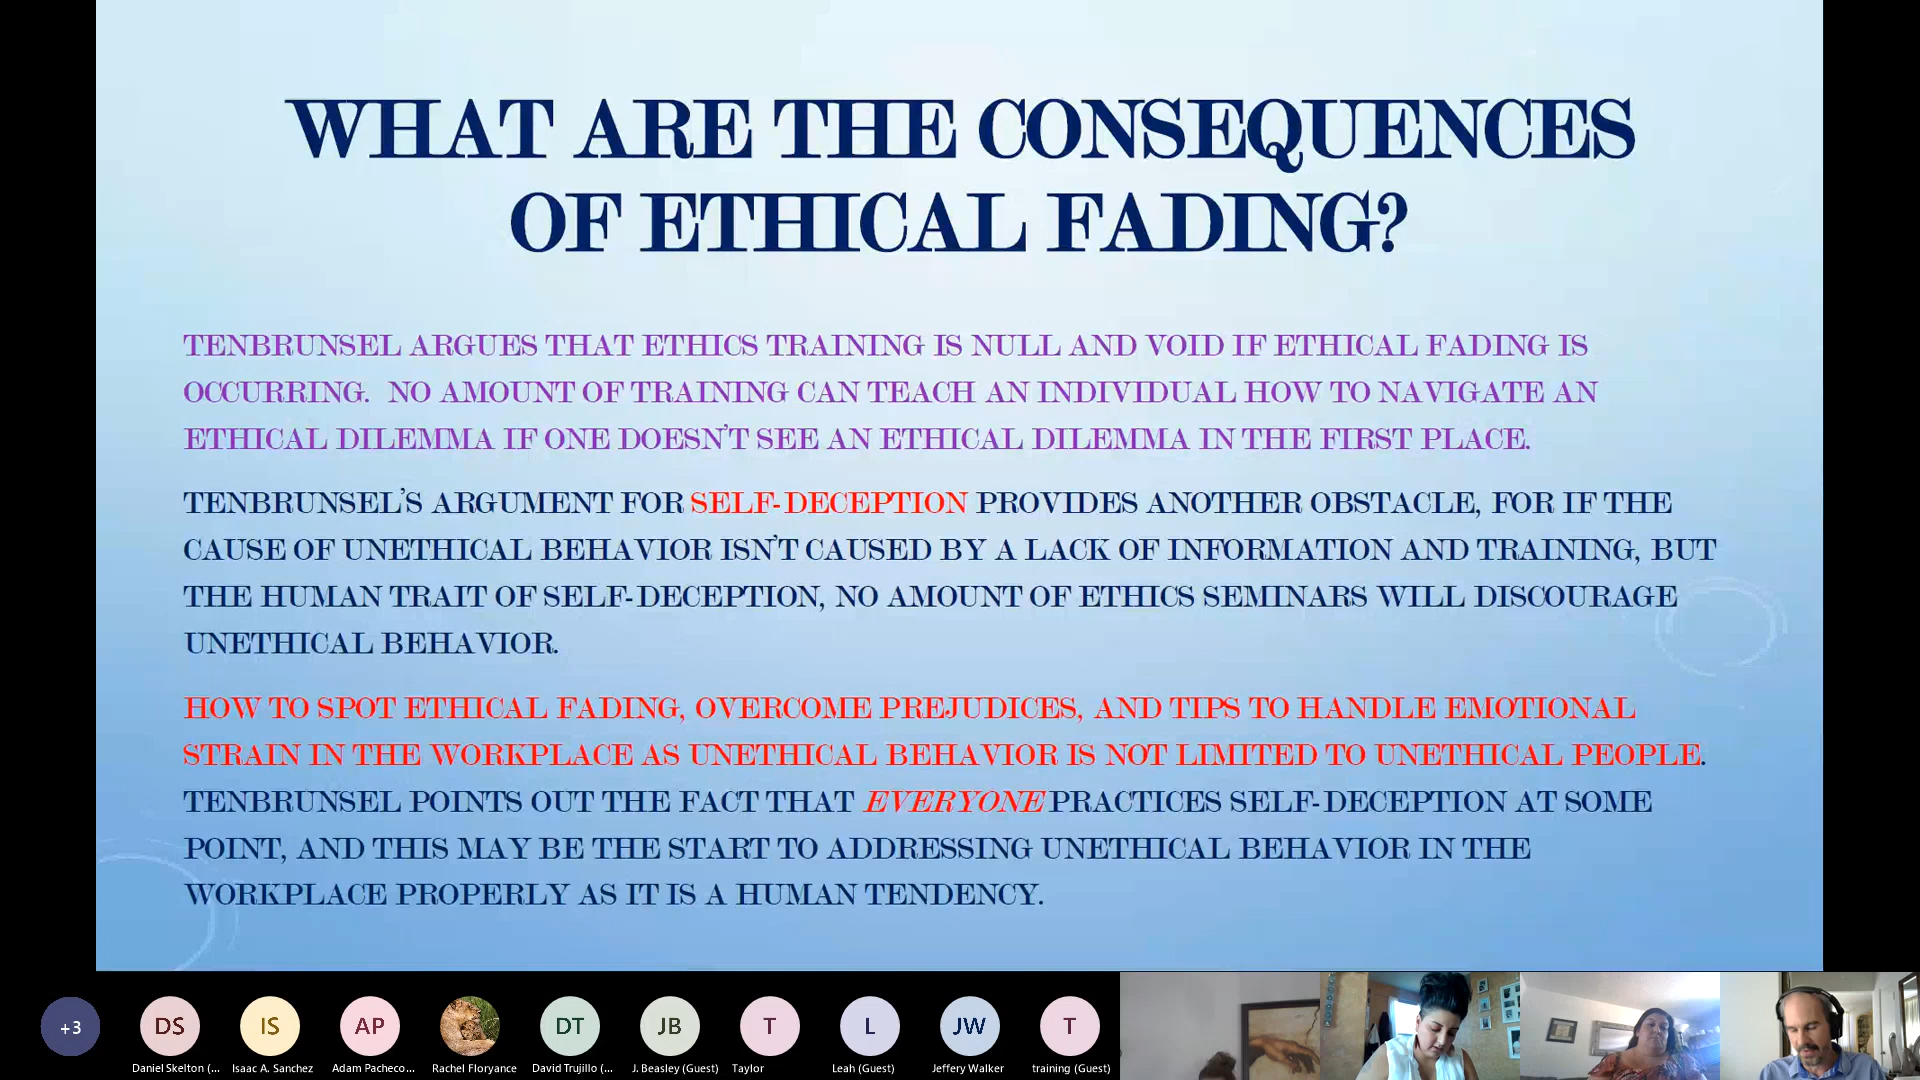 WHAT ARE THE CONSEQUENCES
OF ETHICAL FADING?
TENBRUNSEL ARGUES THAT ETHICS TRAINING IS NULL AND VOID IF ETHICAL FADING IS
OCCURRING.  NO AMOUNT OF TRAINING CAN TEACH AN INDIVIDUAL HOW TO NAVIGATE AN
ETHICAL DILEMMA IF ONE DOESN'T SEE AN ETHICAL DILEMMA IN THE FIRST PLACE.
TENBRUNSEL'S ARGUMENT FOR SELF-DECEPTION PROVIDES ANOTHER OBSTACLE, FOR IF THE
CAUSE OF UNETHICAL BEHAVIOR ISN'T CAUSED BY A LACK OF INFORMATION AND TRAINING, BUT
THE HUMAN TRAIT OF SELF-DECEPTION, NO AMOUNT OF ETHICS SEMINARS WILL DISCOURAGE
UNETHICAL BEHAVIOR.
HOW TO SPOT ETHICAL FADING, OVERCOME PREJUDICES, AND TIPS TO HANDLE EMOTIONAL
STRAIN IN THE WORKPLACE AS UNETHICAL BEHAVIOR IS NOT LIMITED TO UNETHICAL PEOPLE.
TENBRUNSEL POINTS OUT THE FACT THAT EVERYONE PRACTICES SELF-DECEPTION AT SOME
POINT, AND THIS MAY BE THE START TO ADDRESSING UNETHICAL BEHAVIOR IN THE
WORKPLACE PROPERLY AS IT IS A HUMAN TENDENCY.
+3 DS IS AP DT JB T L JW T
Daniel Skelton (... Isaac A. Sanchez Adam Pacheco... Rachel Floryance David Trujillo (... J. Beasley (Guest) Taylor Leah (Guest) Jeffery Walker training (Guest)